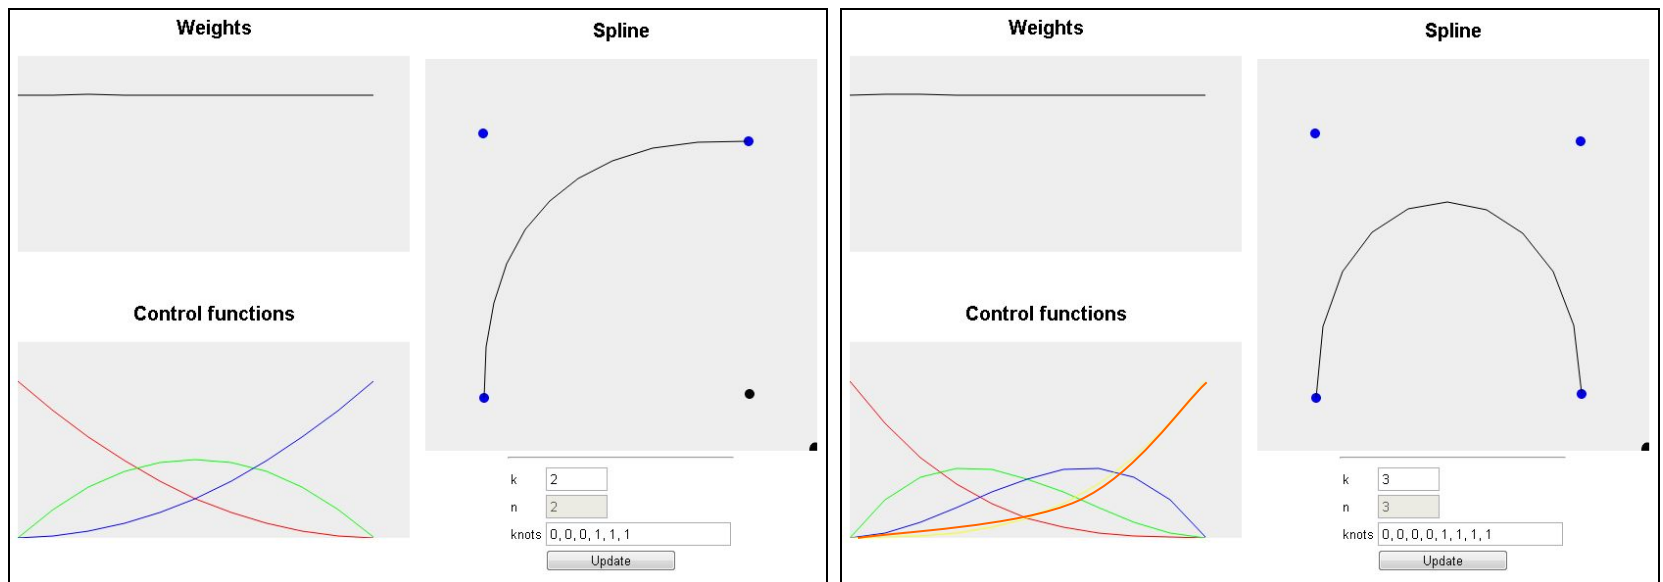 Weights
Spline
Control functions
k 2
n 2
knots 0, 0, 0, 1, 1, 1
Update
Weights
Spline
Control functions
k 3
n 3
knots 0, 0, 0, 0, 1, 1, 1, 1
Update